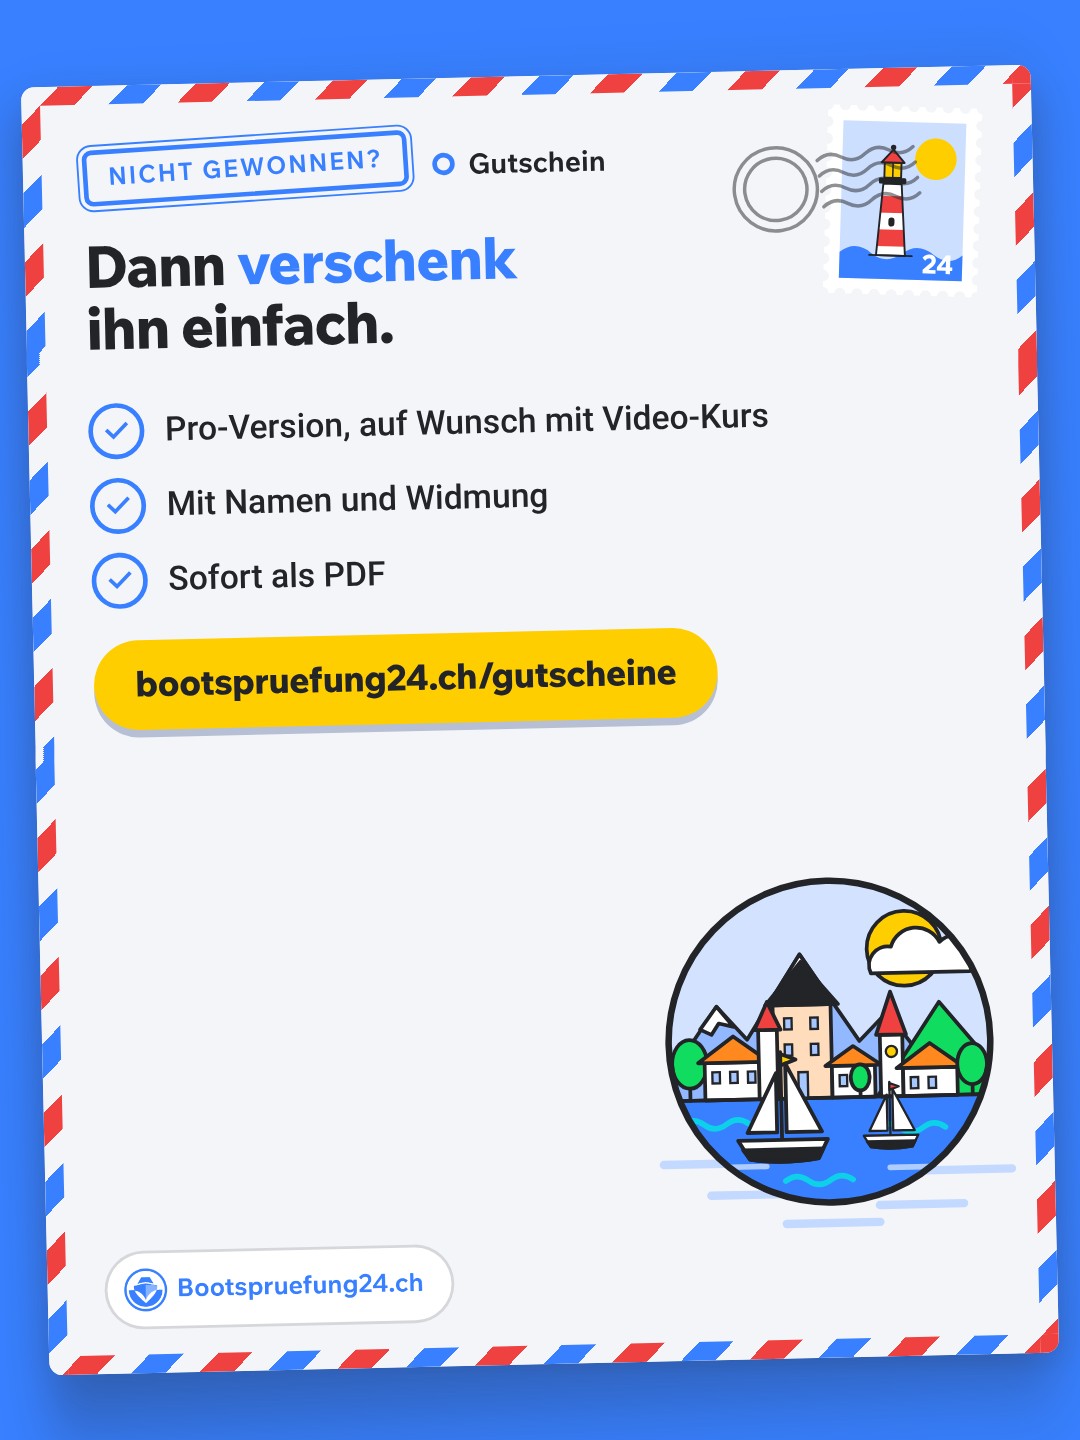 NICHT GEWONNEN?
Gutschein
24
Dann verschenk
ihn einfach.
Pro-Version, auf Wunsch mit Video-Kurs
Mit Namen und Widmung
Sofort als PDF
bootspruefung24.ch/gutscheine
Bootspruefung24.ch